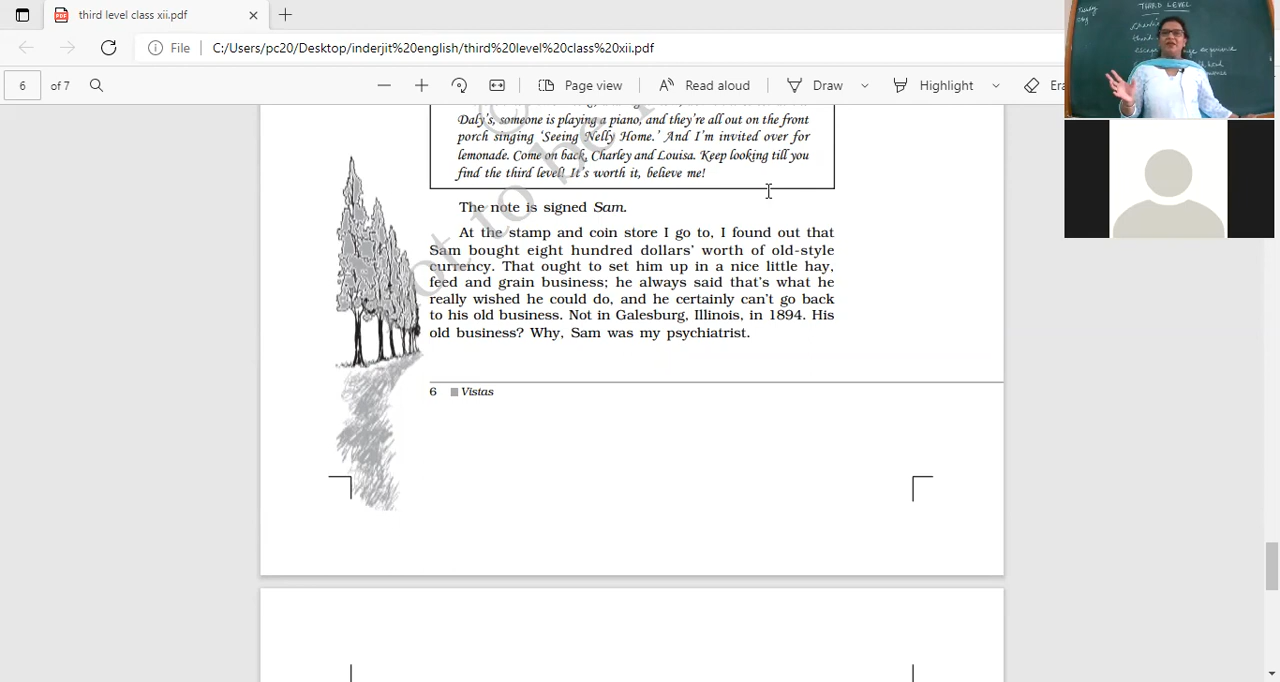 third level class xii.pdf
File C:/Users/pc20/Desktop/inderjit%20english/third%20level%20class%20xii.pdf
6 of 7 Page view Read aloud Draw Highlight Era
THIRD LEVEL
Daly's, someone is playing a piano, and they're all out on the front
porch singing 'Seeing Nelly Home.' And I'm invited over for
lemonade. Come on back, Charley and Louisa. Keep looking till you
find the third level! It's worth it, believe me!
The note is signed Sam.
At the stamp and coin store I go to, I found out that
Sam bought eight hundred dollars' worth of old-style
currency. That ought to set him up in a nice little hay,
feed and grain business; he always said that's what he
really wished he could do, and he certainly can't go back
to his old business. Not in Galesburg, Illinois, in 1894. His
old business? Why, Sam was my psychiatrist.
6 Vistas
not to be